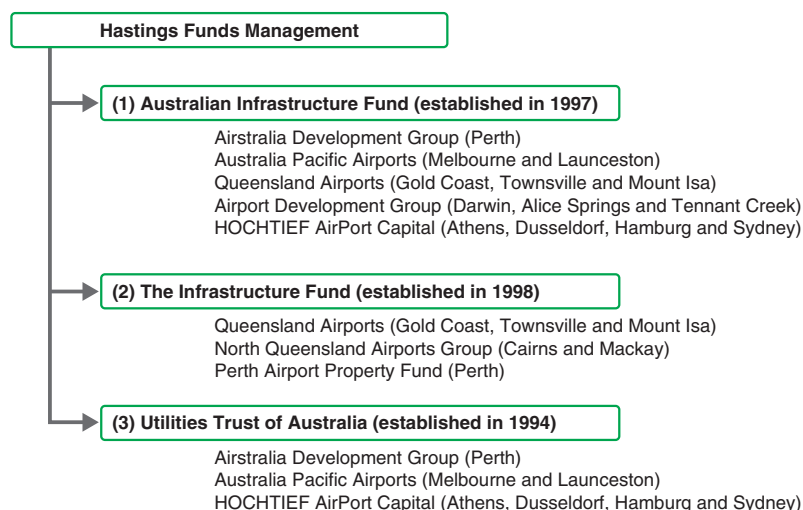 Hastings Funds Management
(1) Australian Infrastructure Fund (established in 1997)
Airstralia Development Group (Perth)
Australia Pacific Airports (Melbourne and Launceston)
Queensland Airports (Gold Coast, Townsville and Mount Isa)
Airport Development Group (Darwin, Alice Springs and Tennant Creek)
HOCHTIEF AirPort Capital (Athens, Dusseldorf, Hamburg and Sydney)
(2) The Infrastructure Fund (established in 1998)
Queensland Airports (Gold Coast, Townsville and Mount Isa)
North Queensland Airports Group (Cairns and Mackay)
Perth Airport Property Fund (Perth)
(3) Utilities Trust of Australia (established in 1994)
Airstralia Development Group (Perth)
Australia Pacific Airports (Melbourne and Launceston)
HOCHTIEF AirPort Capital (Athens, Dusseldorf, Hamburg and Sydney)